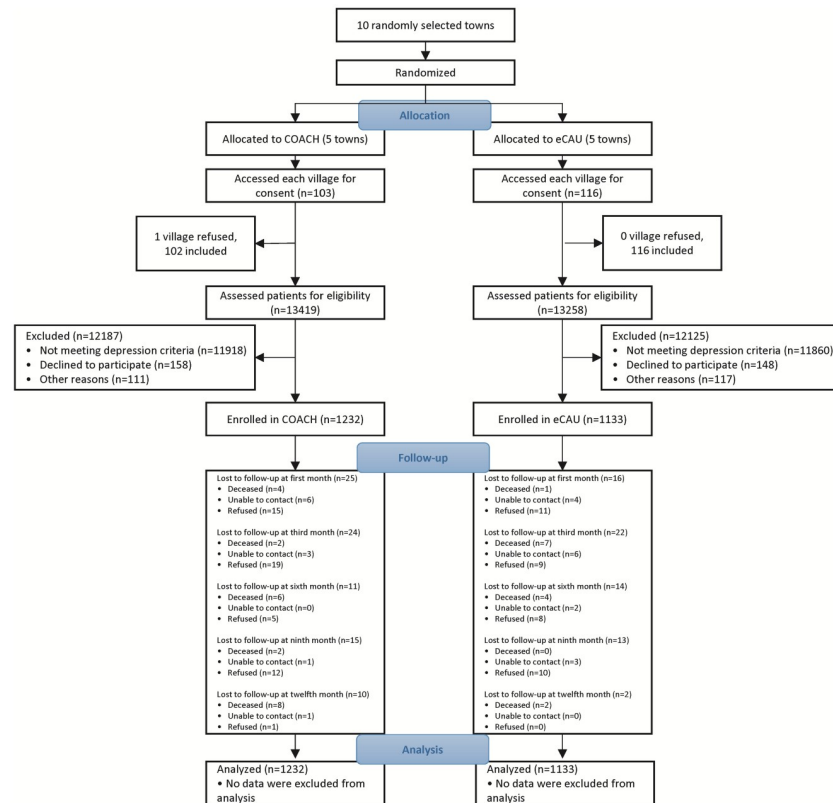 10 randomly selected towns
Randomized
Allocation
Allocated to COACH (5 towns)
Allocated to eCAU (5 towns)
Accessed each village for
consent (n=103)
Accessed each village for
consent (n=116)
1 village refused,
102 included
0 village refused,
116 included
Assessed patients for eligibility
(n=13419)
Assessed patients for eligibility
(n=13258)
Excluded (n=12187)
• Not meeting depression criteria (n=11918)
• Declined to participate (n=158)
• Other reasons (n=111)
Excluded (n=12125)
• Not meeting depression criteria (n=11860)
• Declined to participate (n=148)
• Other reasons (n=117)
Enrolled in COACH (n=1232)
Enrolled in eCAU (n=1133)
Follow-up
Lost to follow-up at first month (n=25)
• Deceased (n=4)
• Unable to contact (n=6)
• Refused (n=15)
Lost to follow-up at third month (n=24)
• Deceased (n=2)
• Unable to contact (n=3)
• Refused (n=19)
Lost to follow-up at sixth month (n=11)
• Deceased (n=6)
• Unable to contact (n=0)
• Refused (n=5)
Lost to follow-up at ninth month (n=15)
• Deceased (n=2)
• Unable to contact (n=1)
• Refused (n=12)
Lost to follow-up at twelfth month (n=10)
• Deceased (n=8)
• Unable to contact (n=1)
• Refused (n=1)
Lost to follow-up at first month (n=16)
• Deceased (n=1)
• Unable to contact (n=4)
• Refused (n=11)
Lost to follow-up at third month (n=22)
• Deceased (n=7)
• Unable to contact (n=6)
• Refused (n=9)
Lost to follow-up at sixth month (n=14)
• Deceased (n=4)
• Unable to contact (n=2)
• Refused (n=8)
Lost to follow-up at ninth month (n=13)
• Deceased (n=0)
• Unable to contact (n=3)
• Refused (n=10)
Lost to follow-up at twelfth month (n=2)
• Deceased (n=2)
• Unable to contact (n=0)
• Refused (n=0)
Analysis
Analyzed (n=1232)
• No data were excluded from
analysis
Analyzed (n=1133)
• No data were excluded from
analysis